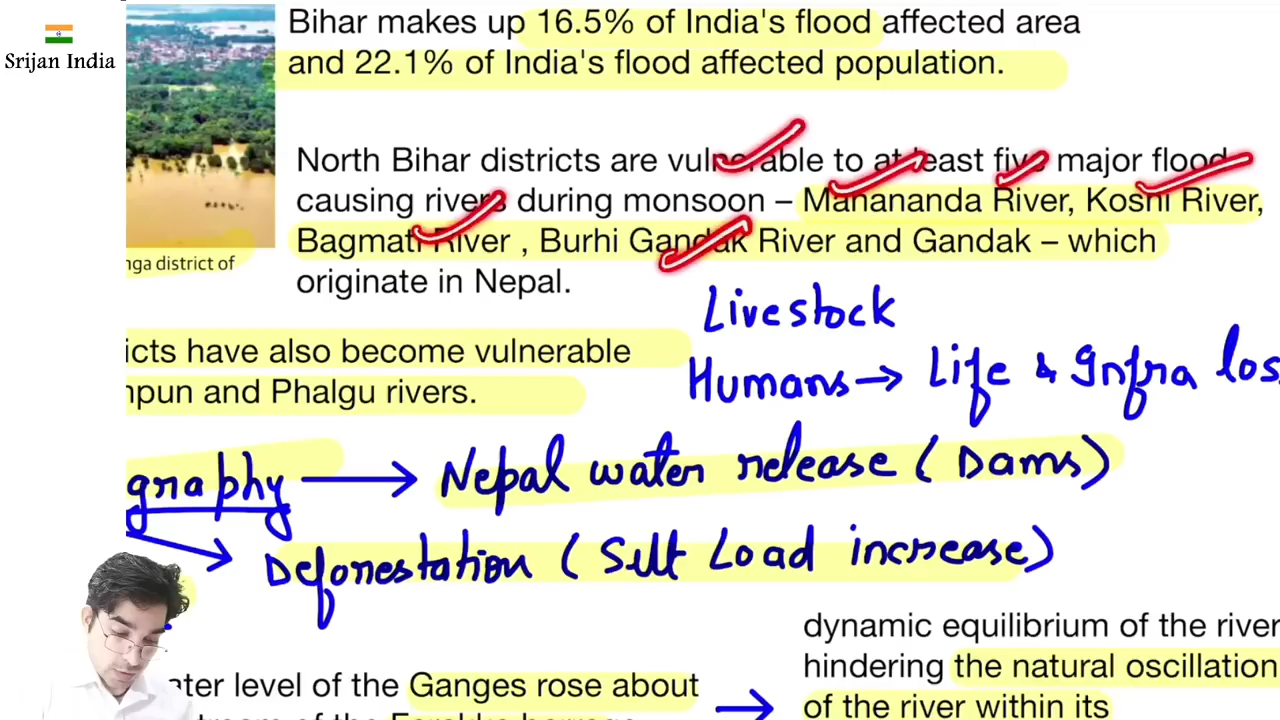 Srijan India
Bihar makes up 16.5% of India's flood affected area
and 22.1% of India's flood affected population.
North Bihar districts are vulnerable to at least five major flood
causing rivers during monsoon – Mahananda River, Koshi River,
Bagmati River , Burhi Gandak River and Gandak – which
originate in Nepal.
nga district of
Livestock
icts have also become vulnerable
npun and Phalgu rivers.
Humans → Life & Infra los
graphy → Nepal water release (Dams)
→ Deforestation (Silt Load increase)
dynamic equilibrium of the river
hindering the natural oscillation
of the river within its
ater level of the Ganges rose about →